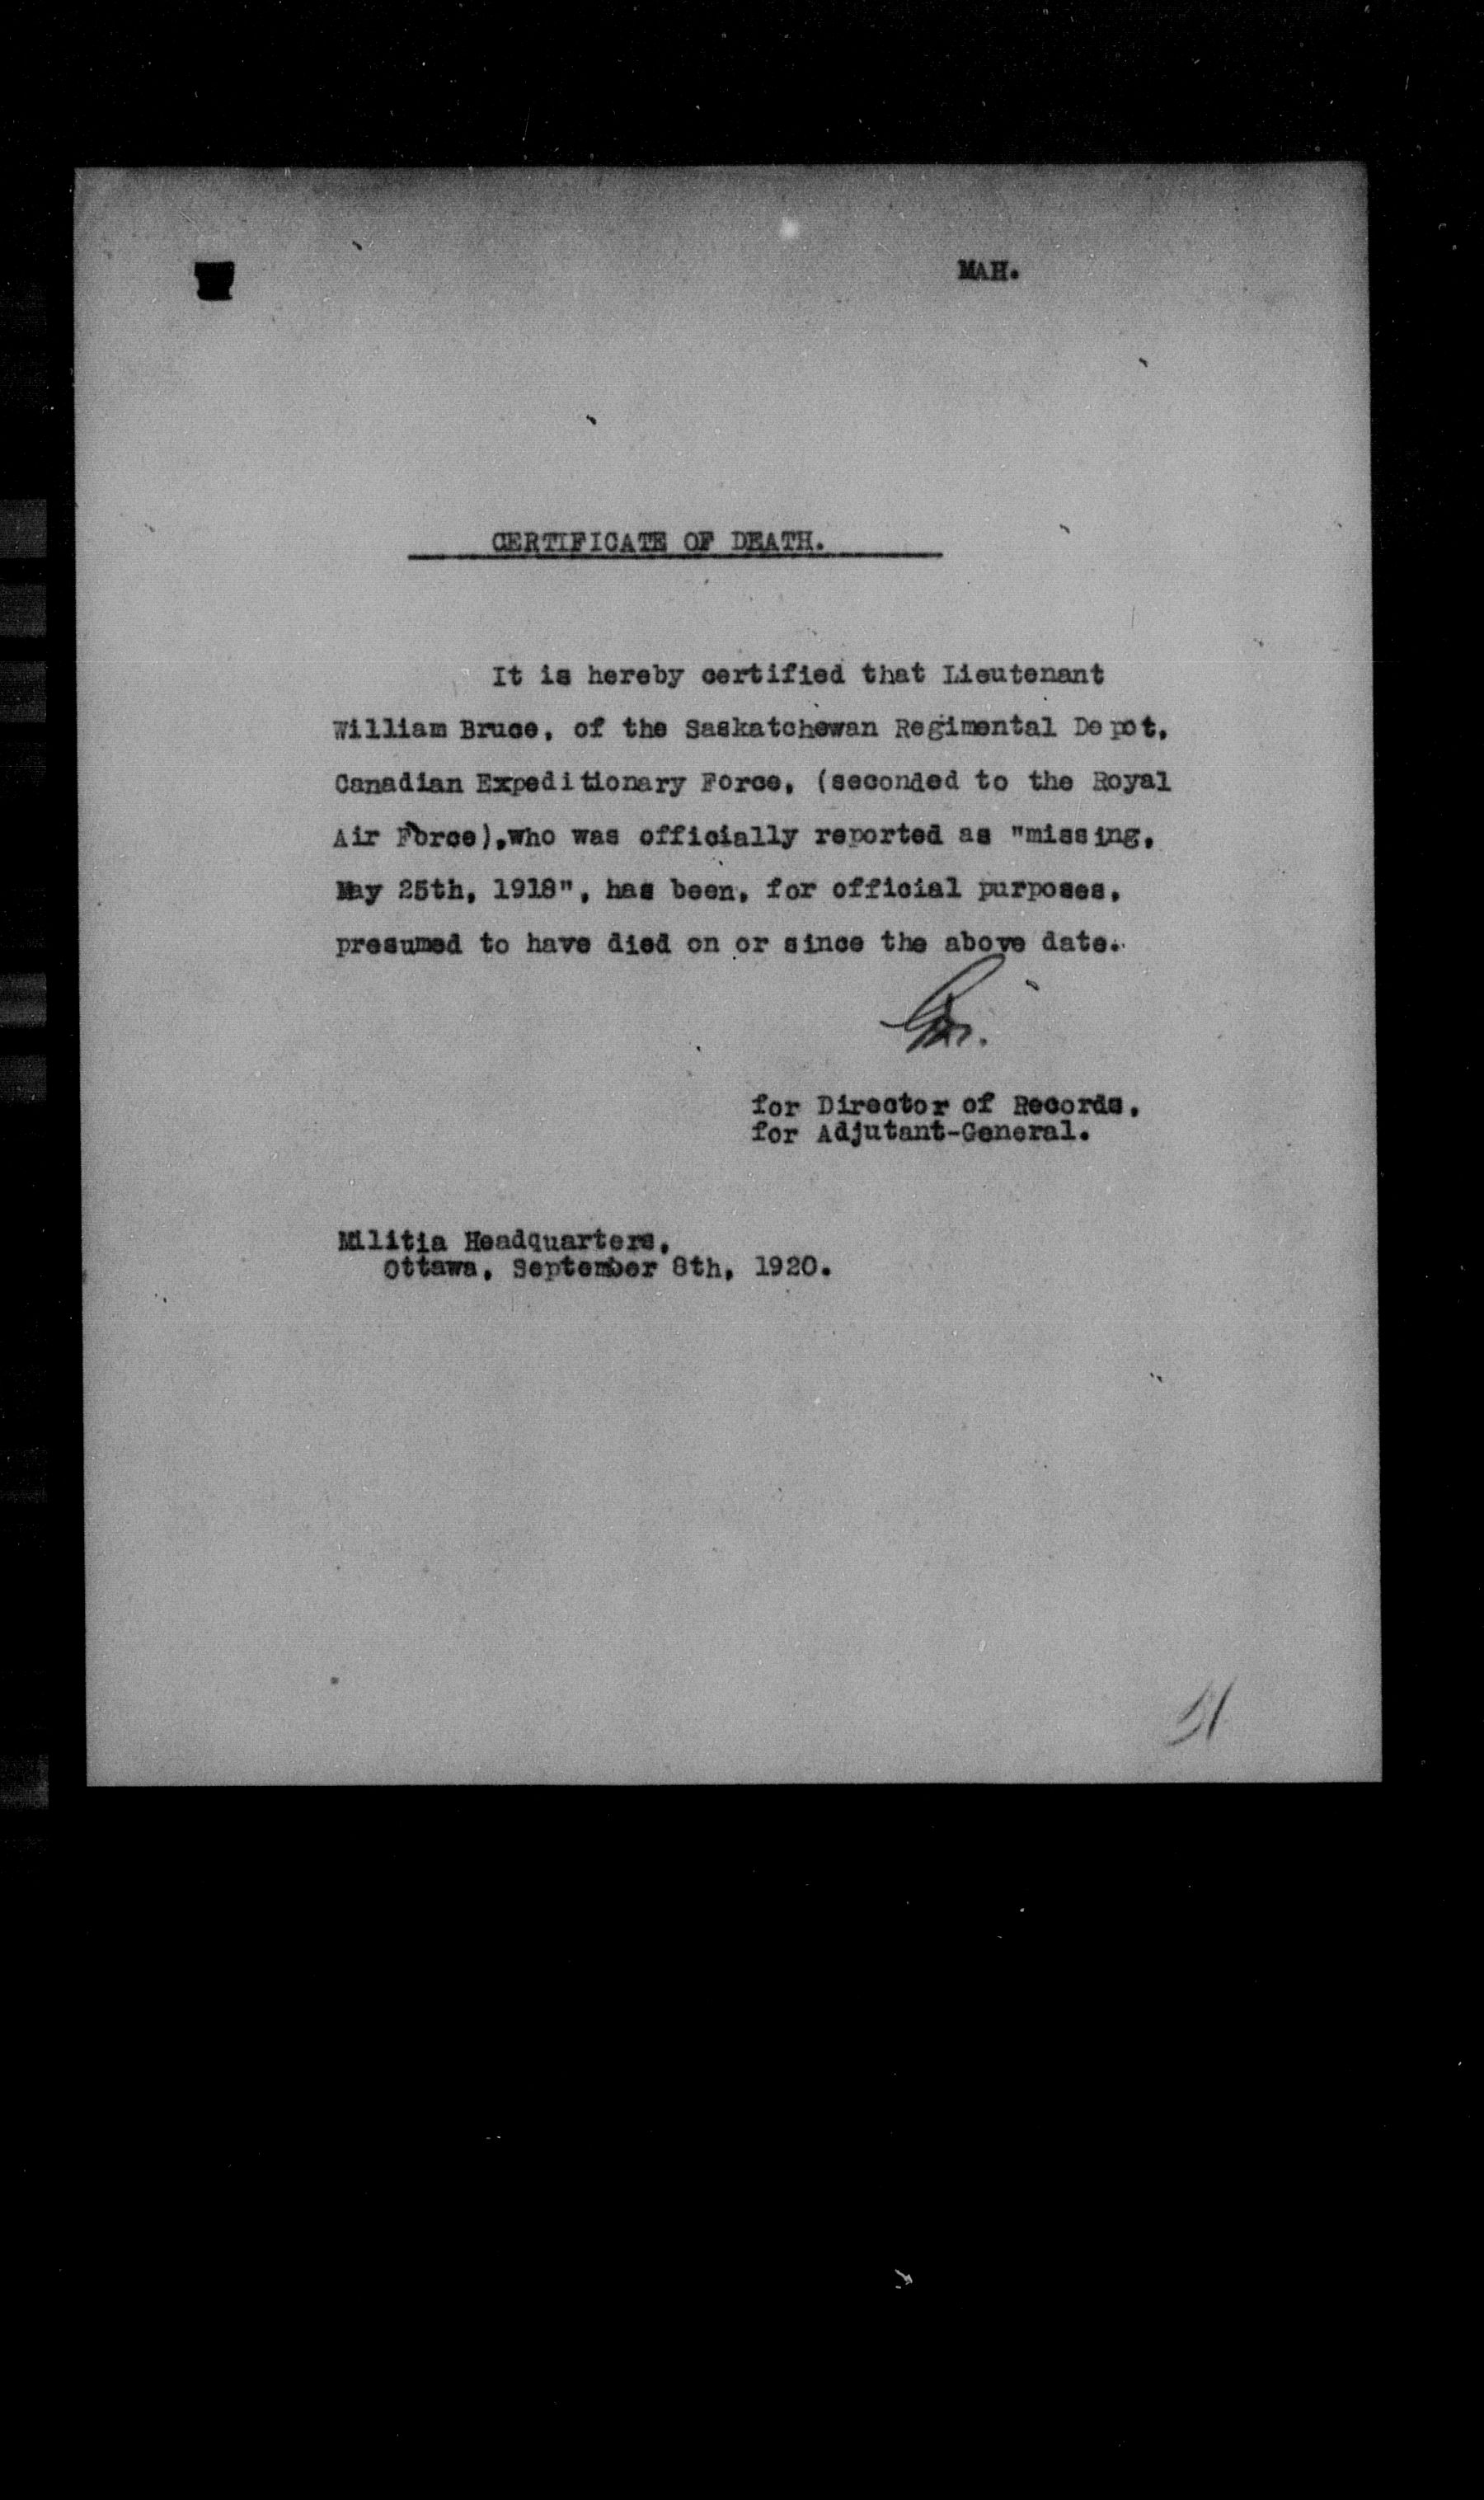 MAH.
CERTIFICATE OF DEATH.
It is hereby certified that Lieutenant
William Bruce, of the Saskatchewan Regimental Depot,
Canadian Expeditionary Force, (seconded to the Royal
Air Force),who was officially reported as "missing,
May 25th, 1918", has been, for official purposes,
presumed to have died on or since the above date.
for Director of Records,
for Adjutant-General.
Militia Headquarters,
Ottawa, September 8th, 1920.